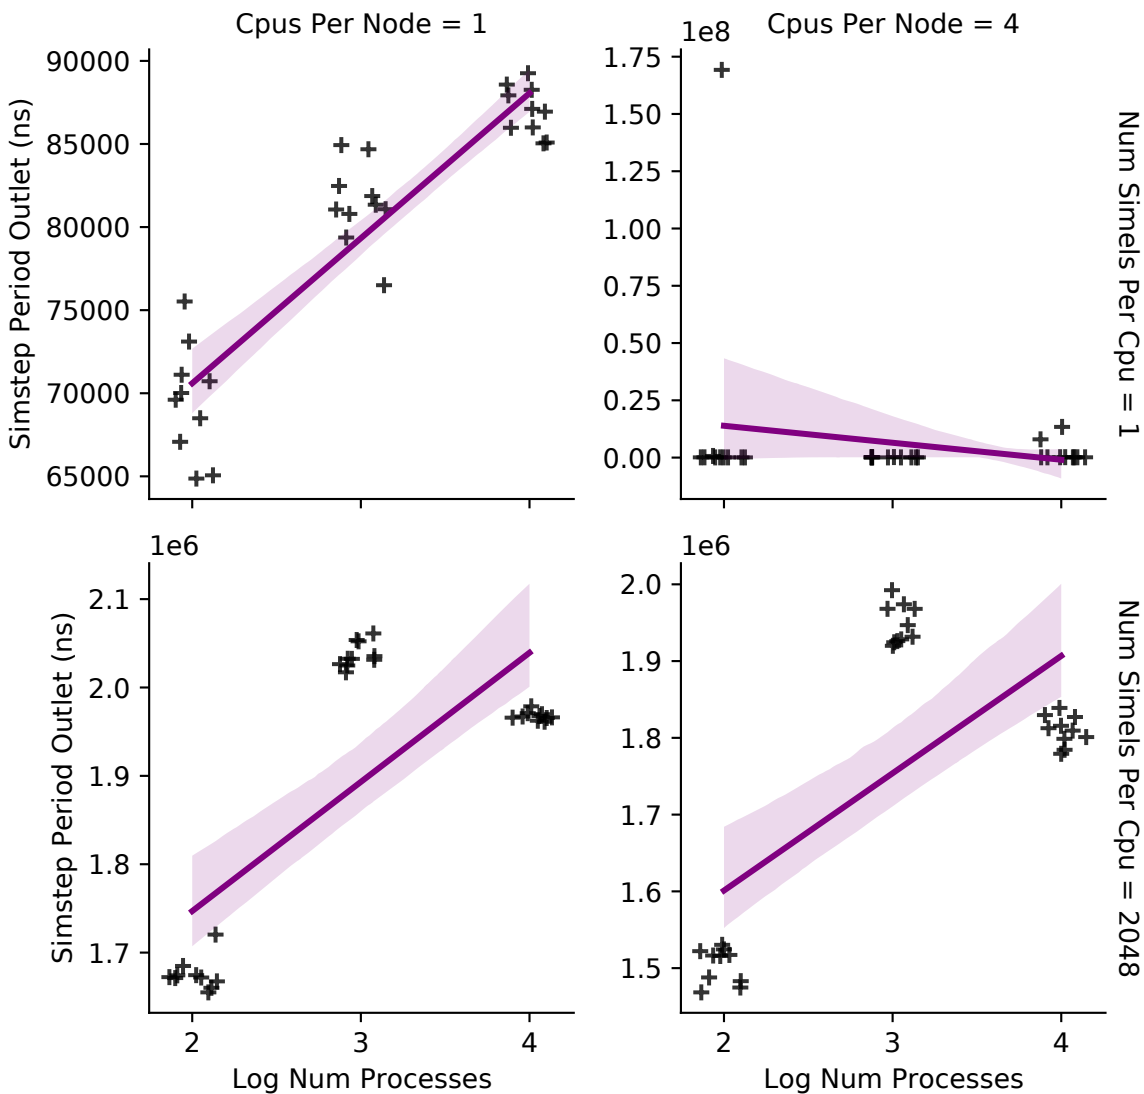 Cpus Per Node = 1
Cpus Per Node = 4
1e8
90000
85000
80000
75000
70000
65000
Simstep Period Outlet (ns)
1.75
1.50
1.25
1.00
0.75
0.50
0.25
0.00
Num Simels Per Cpu = 1
1e6
2.1
2.0
1.9
1.8
1.7
Simstep Period Outlet (ns)
1e6
2.0
1.9
1.8
1.7
1.6
1.5
Num Simels Per Cpu = 2048
2
3
4
2
3
4
Log Num Processes
Log Num Processes